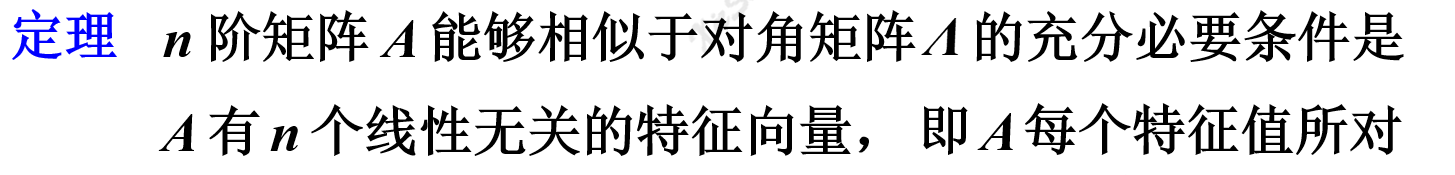 定理 n 阶矩阵 A 能够相似于对角矩阵 Λ 的充分必要条件是
A 有 n 个线性无关的特征向量， 即 A 每个特征值所对